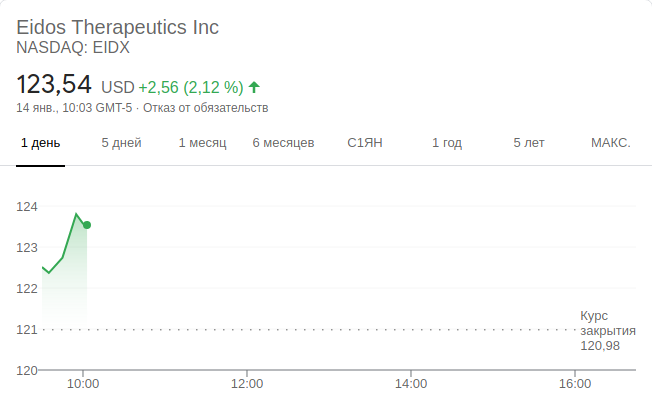 Eidos Therapeutics Inc
NASDAQ: EIDX
123,54 USD +2,56 (2,12 %)
14 янв., 10:03 GMT-5 · Отказ от обязательств
1 день 5 дней 1 месяц 6 месяцев С1ЯН 1 год 5 лет МАКС.
124
123
122
121
120
Курс
закрытия
120,98
10:00 12:00 14:00 16:00